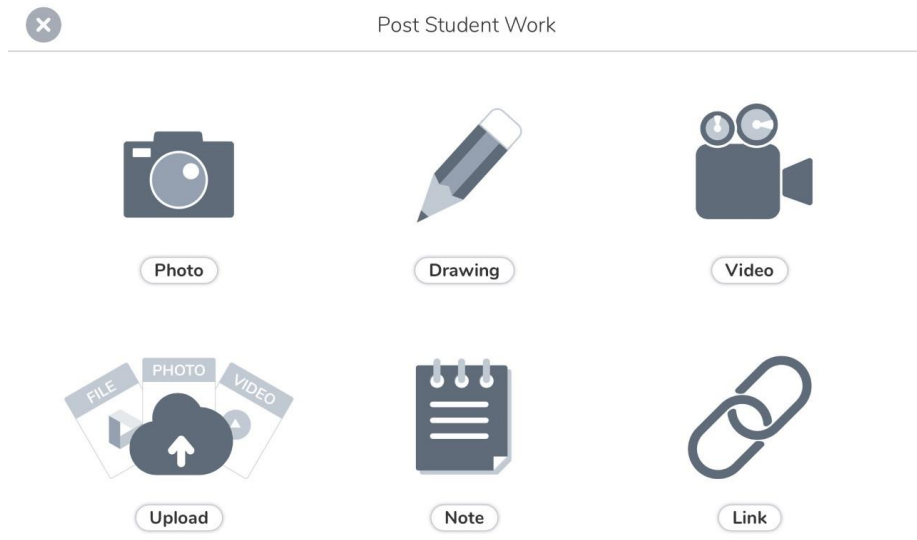 Post Student Work
Photo
Drawing
Video
FILE
PHOTO
VIDEO
Upload
Note
Link